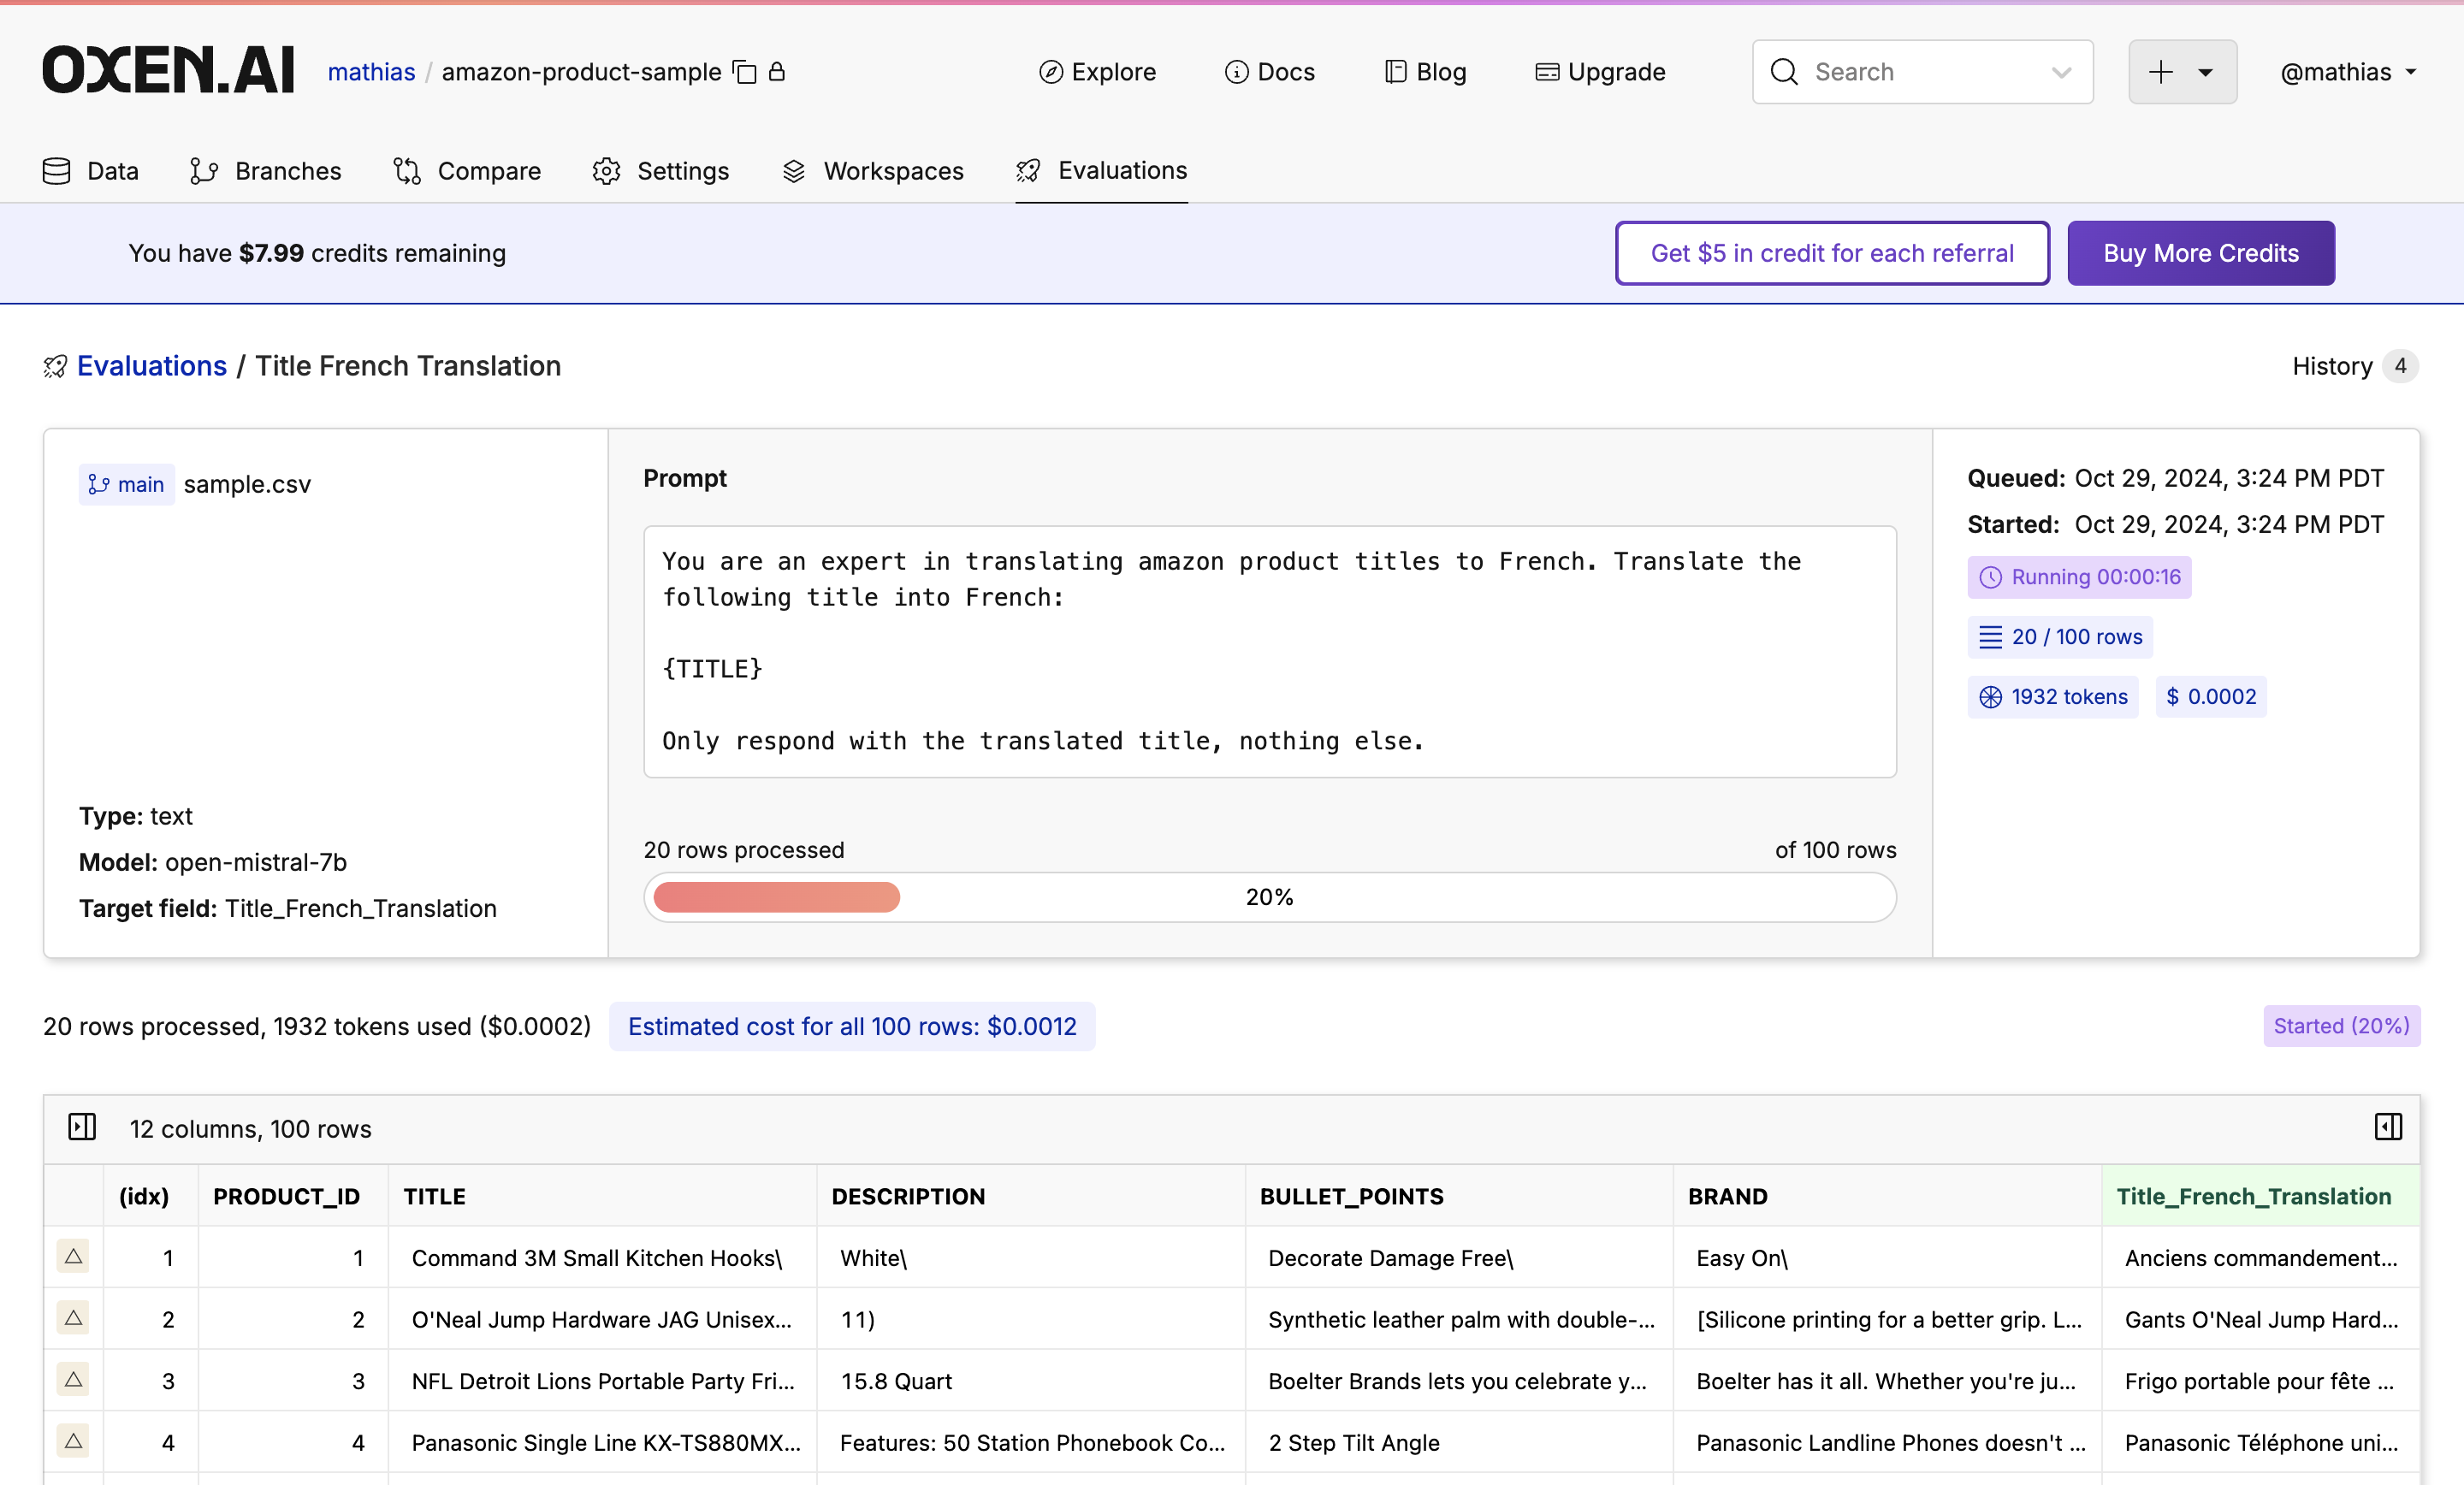 OXEN.AI mathias / amazon-product-sample Explore Docs Blog Upgrade Search @mathias
Data Branches Compare Settings Workspaces Evaluations
You have $7.99 credits remaining Get $5 in credit for each referral Buy More Credits
Evaluations / Title French Translation History 4
main sample.csv
Type: text
Model: open-mistral-7b
Target field: Title_French_Translation
Prompt
You are an expert in translating amazon product titles to French. Translate the
following title into French:
{TITLE}
Only respond with the translated title, nothing else.
20 rows processed of 100 rows
20%
Queued: Oct 29, 2024, 3:24 PM PDT
Started: Oct 29, 2024, 3:24 PM PDT
Running 00:00:16
20 / 100 rows
1932 tokens $ 0.0002
20 rows processed, 1932 tokens used ($0.0002) Estimated cost for all 100 rows: $0.0012 Started (20%)
12 columns, 100 rows
(idx) PRODUCT_ID TITLE DESCRIPTION BULLET_POINTS BRAND Title_French_Translation
1 1 Command 3M Small Kitchen Hooks\ White\ Decorate Damage Free\ Easy On\ Anciens commandement...
2 2 O'Neal Jump Hardware JAG Unisex... 11) Synthetic leather palm with double-... [Silicone printing for a better grip. L... Gants O'Neal Jump Hard...
3 3 NFL Detroit Lions Portable Party Fri... 15.8 Quart Boelter Brands lets you celebrate y... Boelter has it all. Whether you're ju... Frigo portable pour fête ...
4 4 Panasonic Single Line KX-TS880MX... Features: 50 Station Phonebook Co... 2 Step Tilt Angle Panasonic Landline Phones doesn't ... Panasonic Téléphone uni...